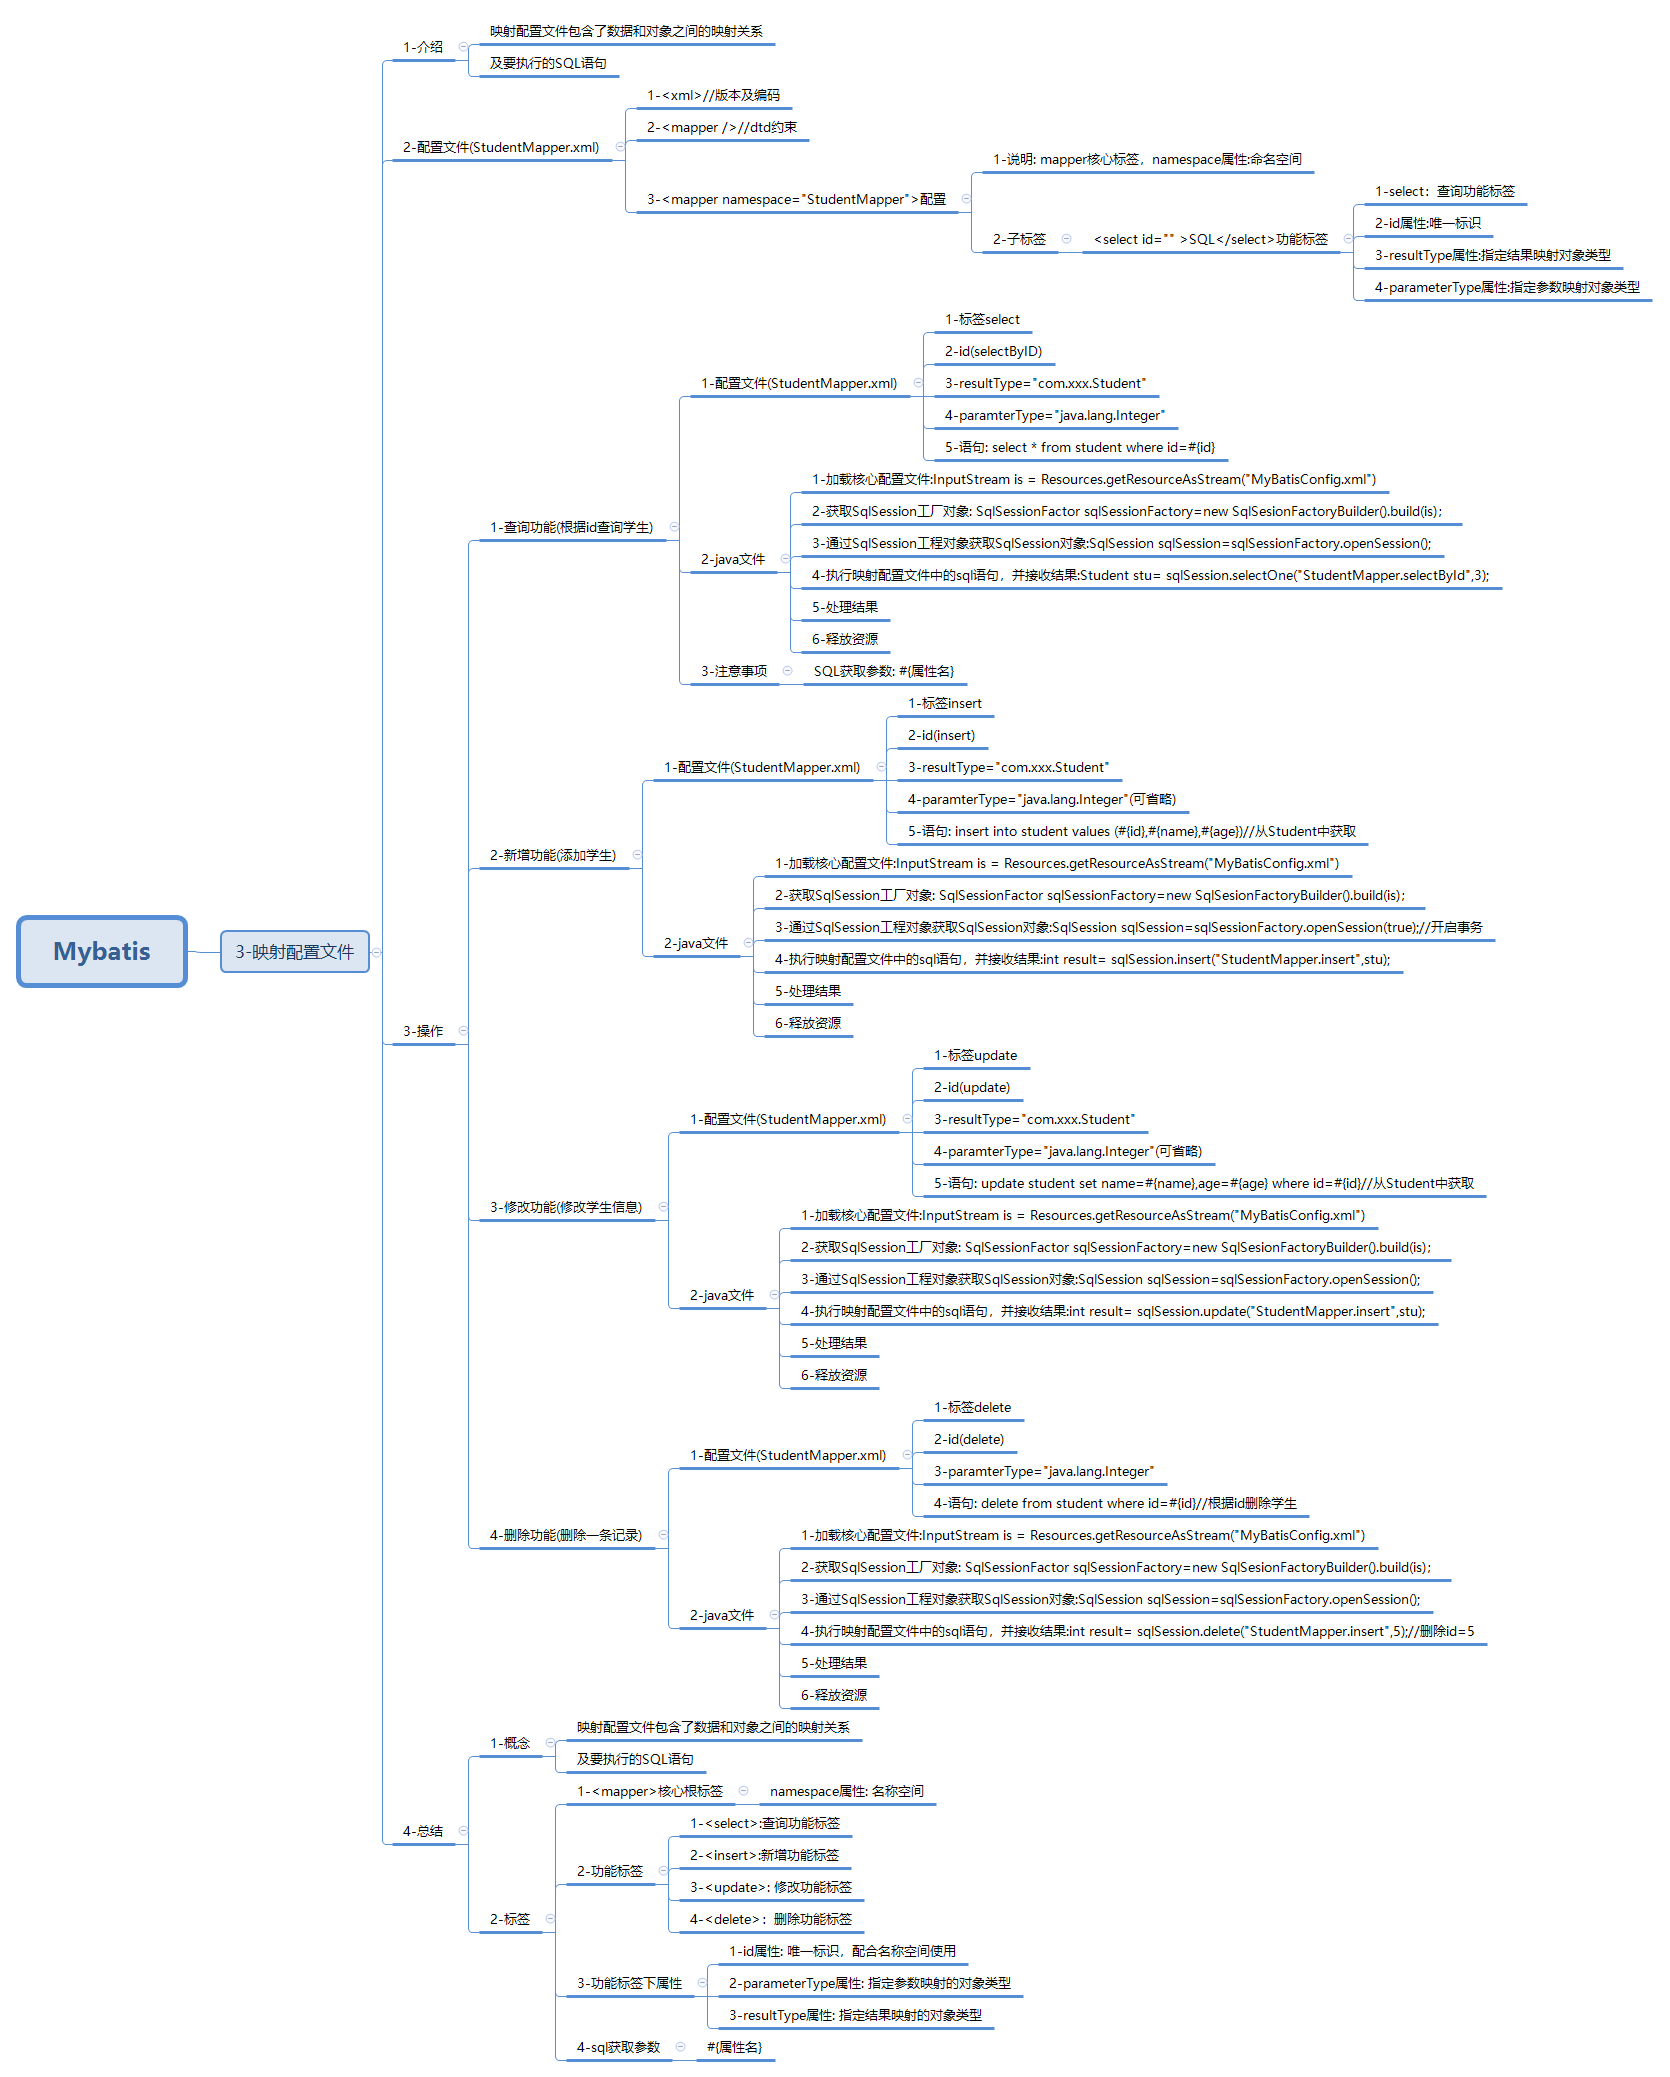 Mybatis
3-映射配置文件
1-介绍
映射配置文件包含了数据和对象之间的映射关系
及要执行的SQL语句
2-配置文件(StudentMapper.xml)
1-<xml>//版本及编码
2-<mapper />//dtd约束
3-<mapper namespace="StudentMapper">配置
1-说明: mapper核心标签，namespace属性:命名空间
2-子标签
<select id="" >SQL</select>功能标签
1-select：查询功能标签
2-id属性:唯一标识
3-resultType属性:指定结果映射对象类型
4-parameterType属性:指定参数映射对象类型
3-操作
1-查询功能(根据id查询学生)
1-配置文件(StudentMapper.xml)
1-标签select
2-id(selectByID)
3-resultType="com.xxx.Student"
4-paramterType="java.lang.Integer"
5-语句: select * from student where id=#{id}
2-java文件
1-加载核心配置文件:InputStream is = Resources.getResourceAsStream("MyBatisConfig.xml")
2-获取SqlSession工厂对象: SqlSessionFactor sqlSessionFactory=new SqlSesionFactoryBuilder().build(is);
3-通过SqlSession工程对象获取SqlSession对象:SqlSession sqlSession=sqlSessionFactory.openSession();
4-执行映射配置文件中的sql语句，并接收结果:Student stu= sqlSession.selectOne("StudentMapper.selectById",3);
5-处理结果
6-释放资源
3-注意事项
SQL获取参数: #{属性名}
2-新增功能(添加学生)
1-配置文件(StudentMapper.xml)
1-标签insert
2-id(insert)
3-resultType="com.xxx.Student"
4-paramterType="java.lang.Integer"(可省略)
5-语句: insert into student values (#{id},#{name},#{age})//从Student中获取
2-java文件
1-加载核心配置文件:InputStream is = Resources.getResourceAsStream("MyBatisConfig.xml")
2-获取SqlSession工厂对象: SqlSessionFactor sqlSessionFactory=new SqlSesionFactoryBuilder().build(is);
3-通过SqlSession工程对象获取SqlSession对象:SqlSession sqlSession=sqlSessionFactory.openSession(true);//开启事务
4-执行映射配置文件中的sql语句，并接收结果:int result= sqlSession.insert("StudentMapper.insert",stu);
5-处理结果
6-释放资源
3-修改功能(修改学生信息)
1-配置文件(StudentMapper.xml)
1-标签update
2-id(update)
3-resultType="com.xxx.Student"
4-paramterType="java.lang.Integer"(可省略)
5-语句: update student set name=#{name},age=#{age} where id=#{id}//从Student中获取
2-java文件
1-加载核心配置文件:InputStream is = Resources.getResourceAsStream("MyBatisConfig.xml")
2-获取SqlSession工厂对象: SqlSessionFactor sqlSessionFactory=new SqlSesionFactoryBuilder().build(is);
3-通过SqlSession工程对象获取SqlSession对象:SqlSession sqlSession=sqlSessionFactory.openSession();
4-执行映射配置文件中的sql语句，并接收结果:int result= sqlSession.update("StudentMapper.insert",stu);
5-处理结果
6-释放资源
4-删除功能(删除一条记录)
1-配置文件(StudentMapper.xml)
1-标签delete
2-id(delete)
3-paramterType="java.lang.Integer"
4-语句: delete from student where id=#{id}//根据id删除学生
2-java文件
1-加载核心配置文件:InputStream is = Resources.getResourceAsStream("MyBatisConfig.xml")
2-获取SqlSession工厂对象: SqlSessionFactor sqlSessionFactory=new SqlSesionFactoryBuilder().build(is);
3-通过SqlSession工程对象获取SqlSession对象:SqlSession sqlSession=sqlSessionFactory.openSession();
4-执行映射配置文件中的sql语句，并接收结果:int result= sqlSession.delete("StudentMapper.insert",5);//删除id=5
5-处理结果
6-释放资源
4-总结
1-概念
映射配置文件包含了数据和对象之间的映射关系
及要执行的SQL语句
2-标签
1-<mapper>核心根标签
namespace属性: 名称空间
2-功能标签
1-<select>:查询功能标签
2-<insert>:新增功能标签
3-<update>: 修改功能标签
4-<delete>：删除功能标签
3-功能标签下属性
1-id属性: 唯一标识，配合名称空间使用
2-parameterType属性: 指定参数映射的对象类型
3-resultType属性: 指定结果映射的对象类型
4-sql获取参数
#{属性名}